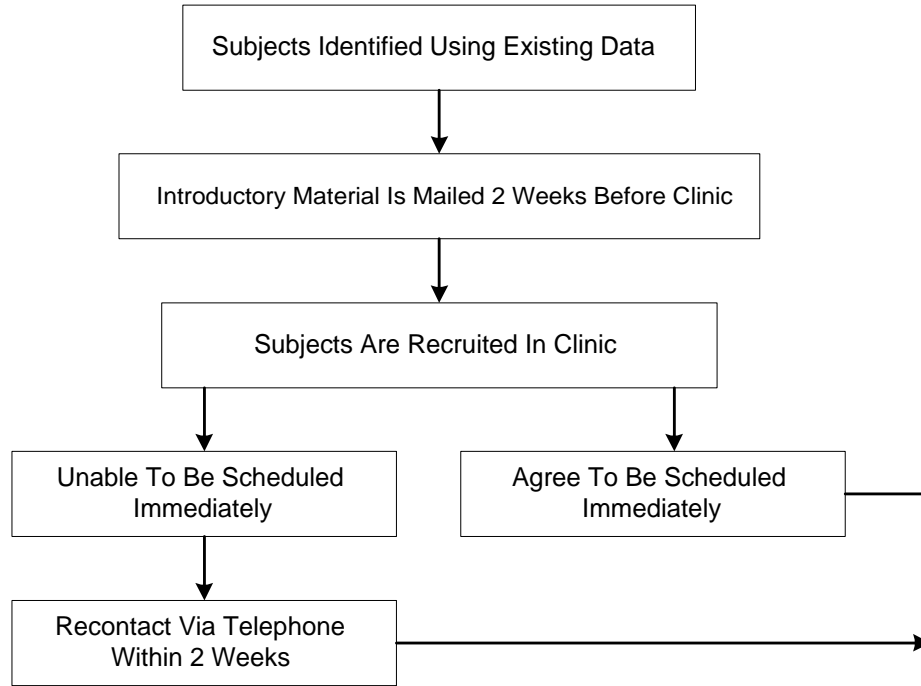 Subjects Identified Using Existing Data
Introductory Material Is Mailed 2 Weeks Before Clinic
Subjects Are Recruited In Clinic
Unable To Be Scheduled
Immediately
Agree To Be Scheduled
Immediately
Recontact Via Telephone
Within 2 Weeks